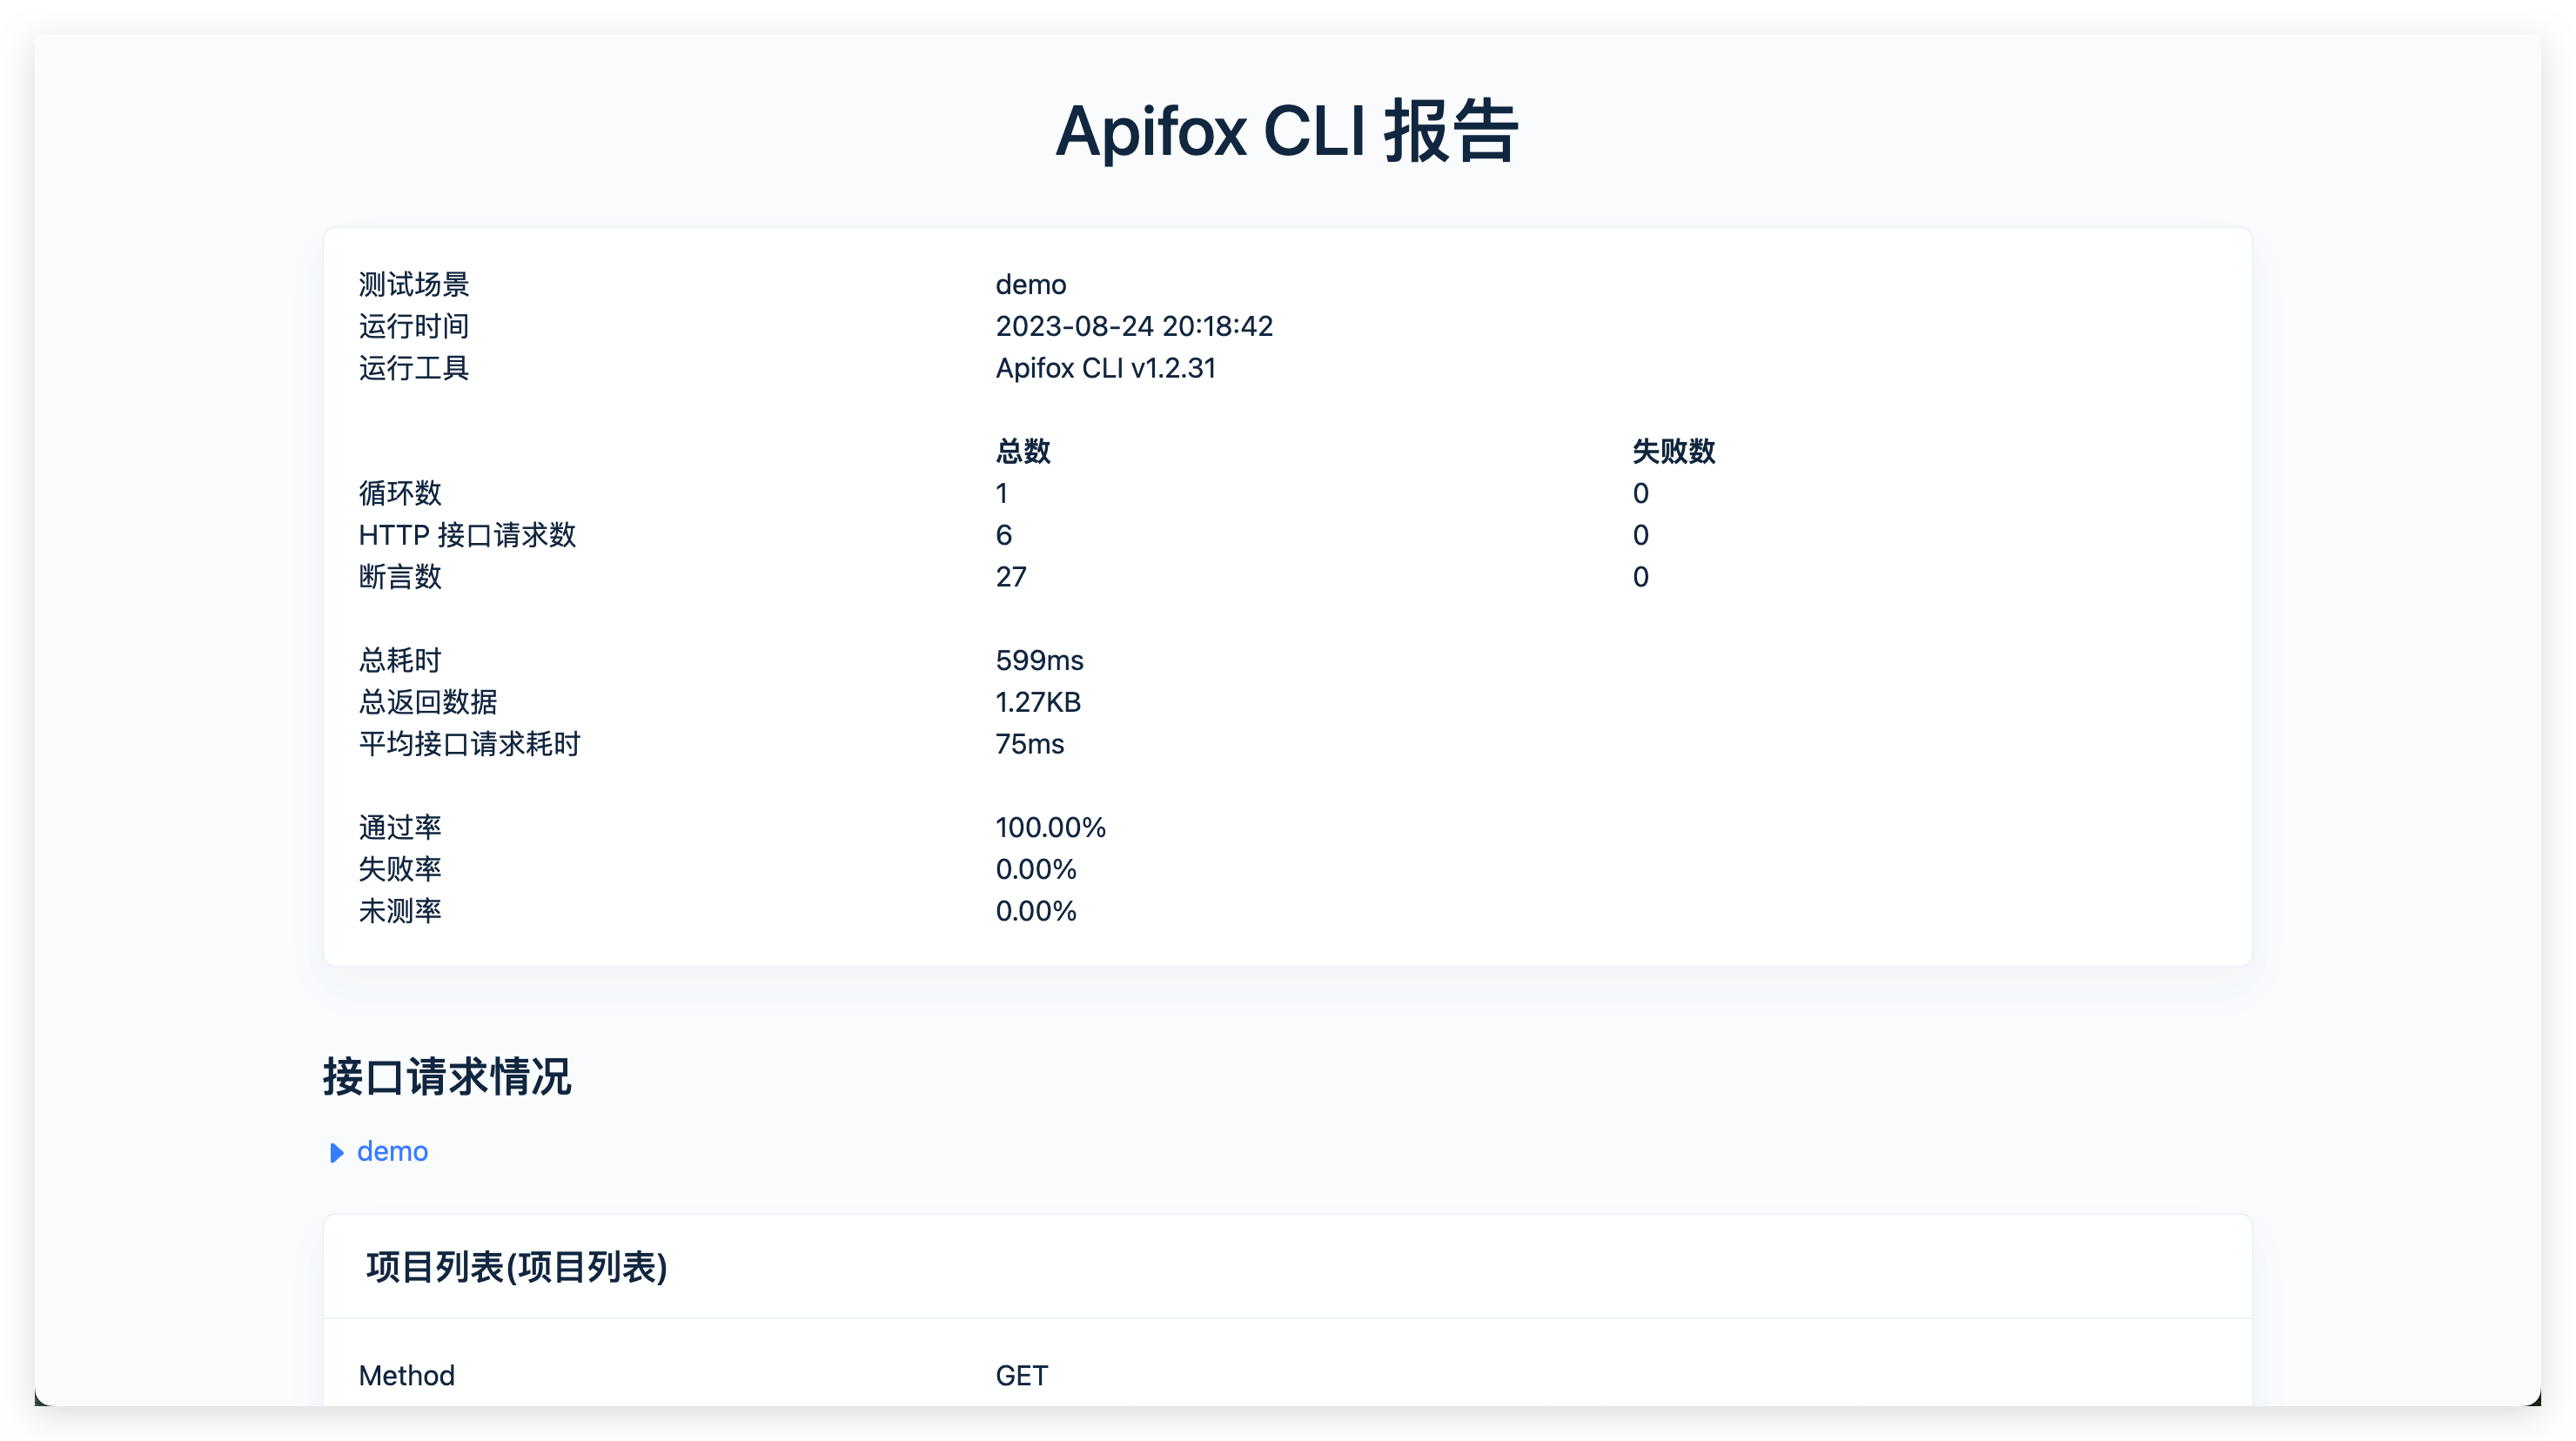 Apifox CLI 报告
测试场景 demo
运行时间 2023-08-24 20:18:42
运行工具 Apifox CLI v1.2.31
总数 失败数
循环数 1 0
HTTP 接口请求数 6 0
断言数 27 0
总耗时 599ms
总返回数据 1.27KB
平均接口请求耗时 75ms
通过率 100.00%
失败率 0.00%
未测率 0.00%
接口请求情况
demo
项目列表(项目列表)
Method GET